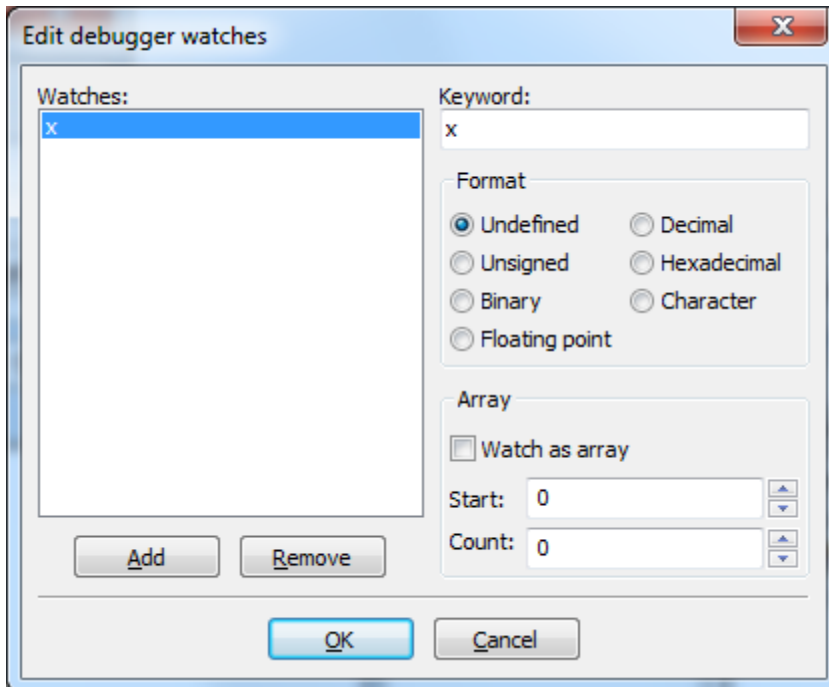 Edit debugger watches
Watches:
x
Add
Remove
Keyword:
x
Format
Undefined
Decimal
Unsigned
Hexadecimal
Binary
Character
Floating point
Array
Watch as array
Start: 0
Count: 0
OK
Cancel